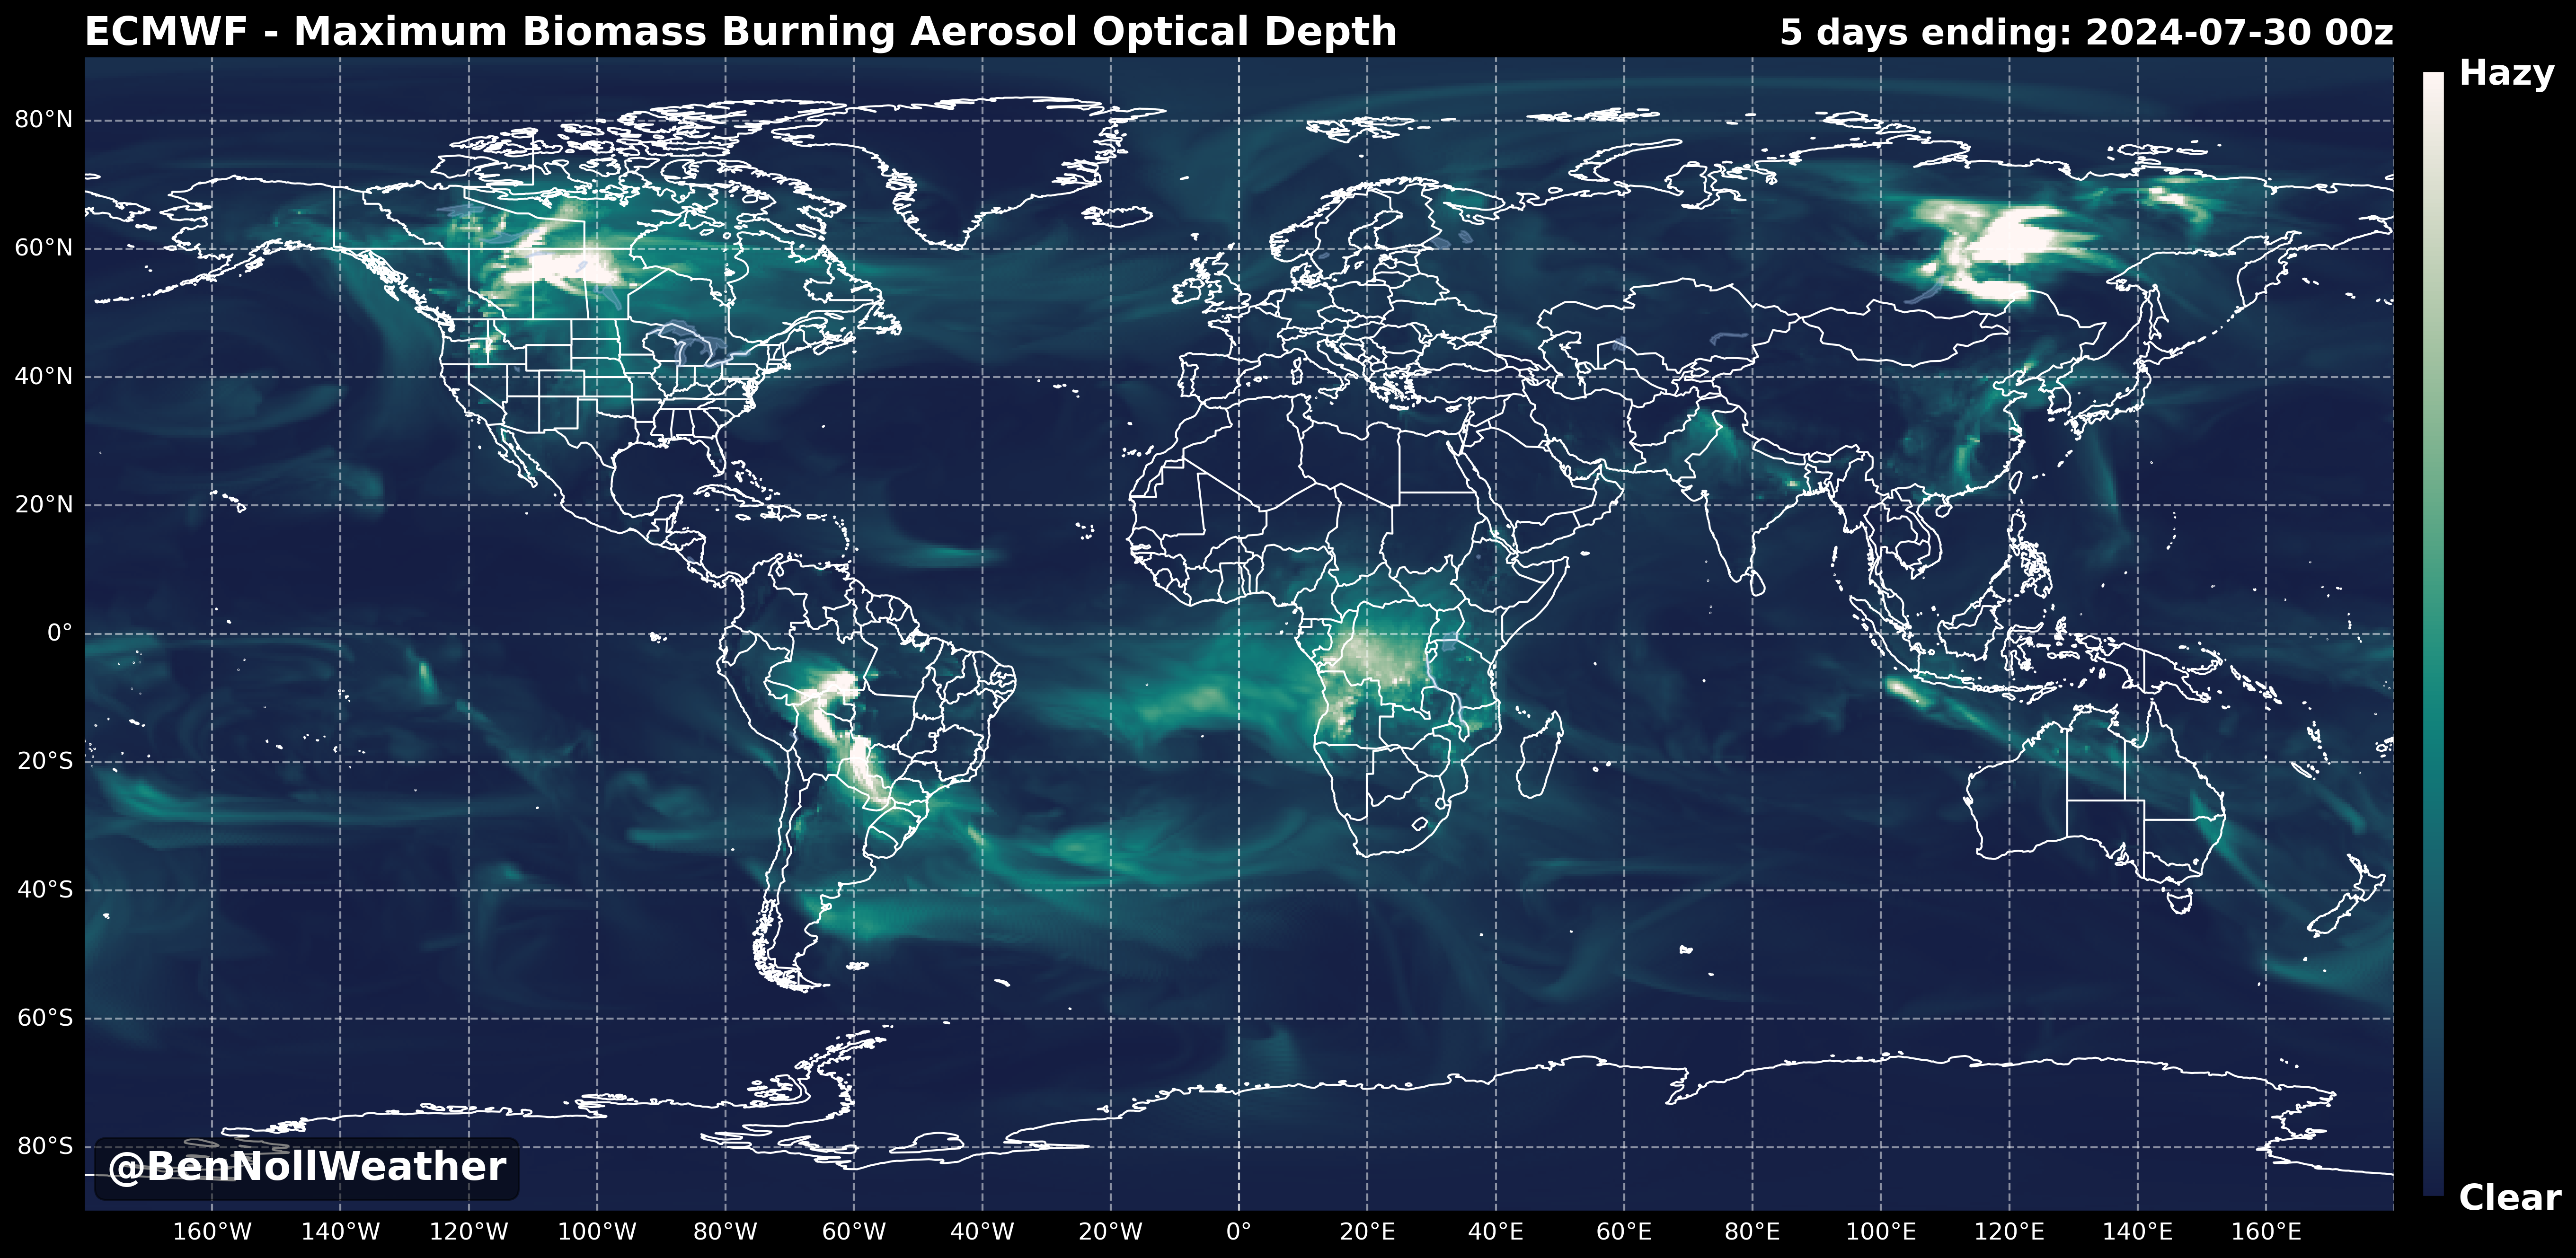 ECMWF - Maximum Biomass Burning Aerosol Optical Depth
5 days ending: 2024-07-30 00z
Hazy
80°N
60°N
40°N
20°N
0°
20°S
40°S
60°S
80°S
@BenNollWeather
Clear
160°W 140°W 120°W 100°W 80°W 60°W 40°W 20°W 0° 20°E 40°E 60°E 80°E 100°E 120°E 140°E 160°E